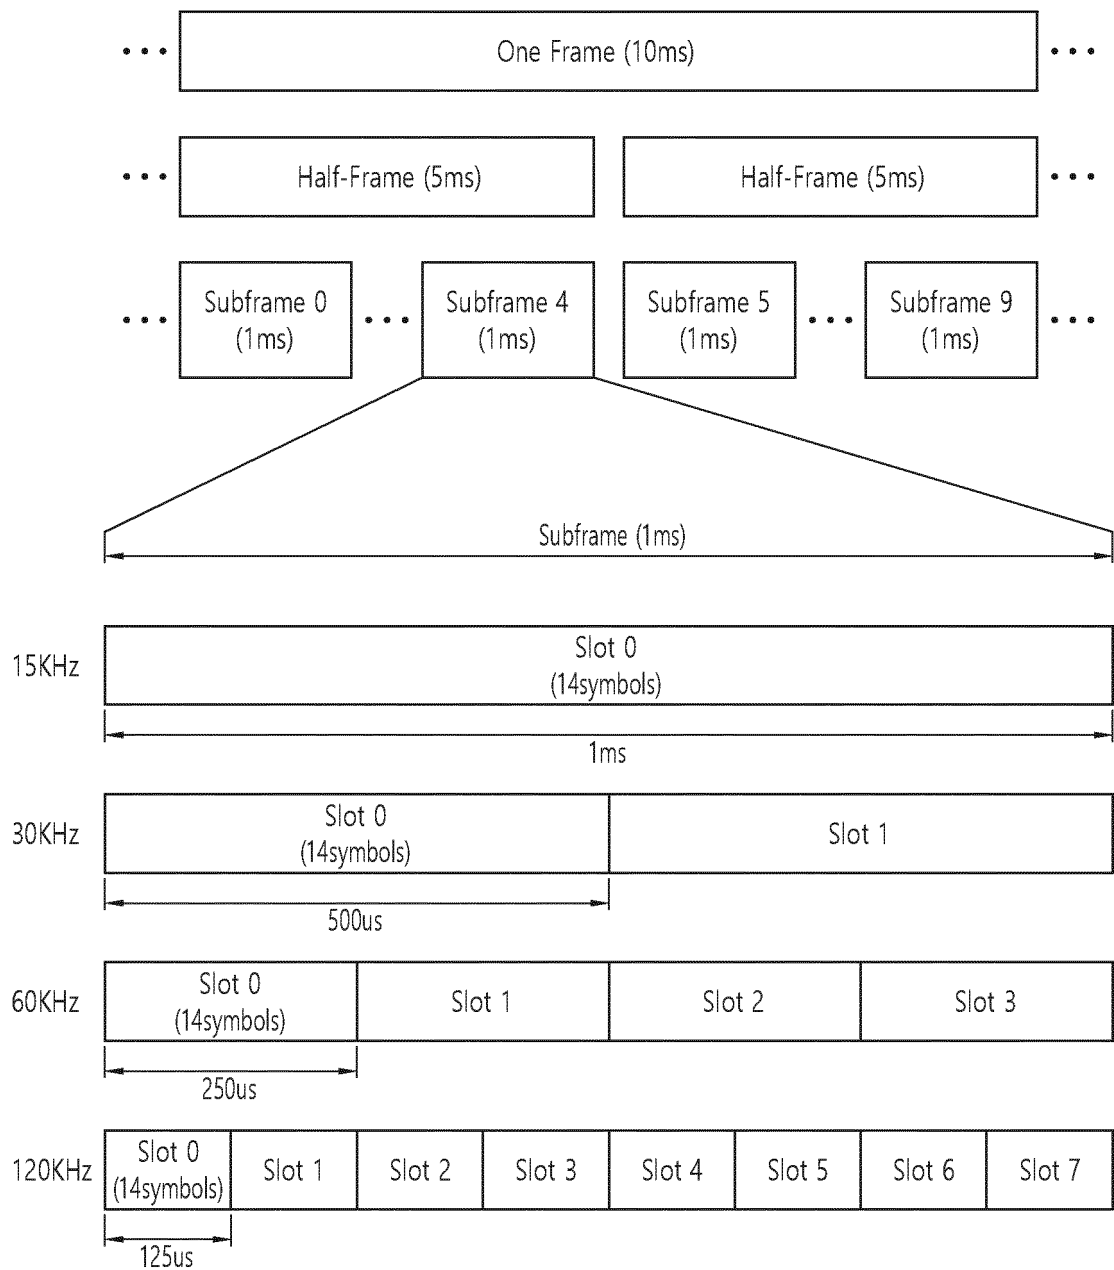 ••• One Frame (10ms) •••
••• Half-Frame (5ms) Half-Frame (5ms) •••
••• Subframe 0 ••• Subframe 4 Subframe 5 ••• Subframe 9 •••
(1ms) (1ms) (1ms) (1ms)
Subframe (1ms)
15KHz
Slot 0
(14symbols)
1ms
30KHz
Slot 0
(14symbols)
Slot 1
500us
60KHz
Slot 0
(14symbols)
Slot 1
Slot 2
Slot 3
250us
120KHz
Slot 0
(14symbols)
Slot 1
Slot 2
Slot 3
Slot 4
Slot 5
Slot 6
Slot 7
125us